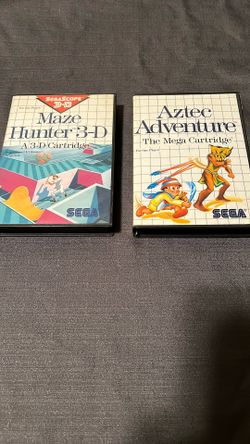 SegaScope
3-D
Maze
Hunter 3-D
A 3-D Cartridge
SEGA
Aztec
Adventure
The Mega Cartridge
SEGA